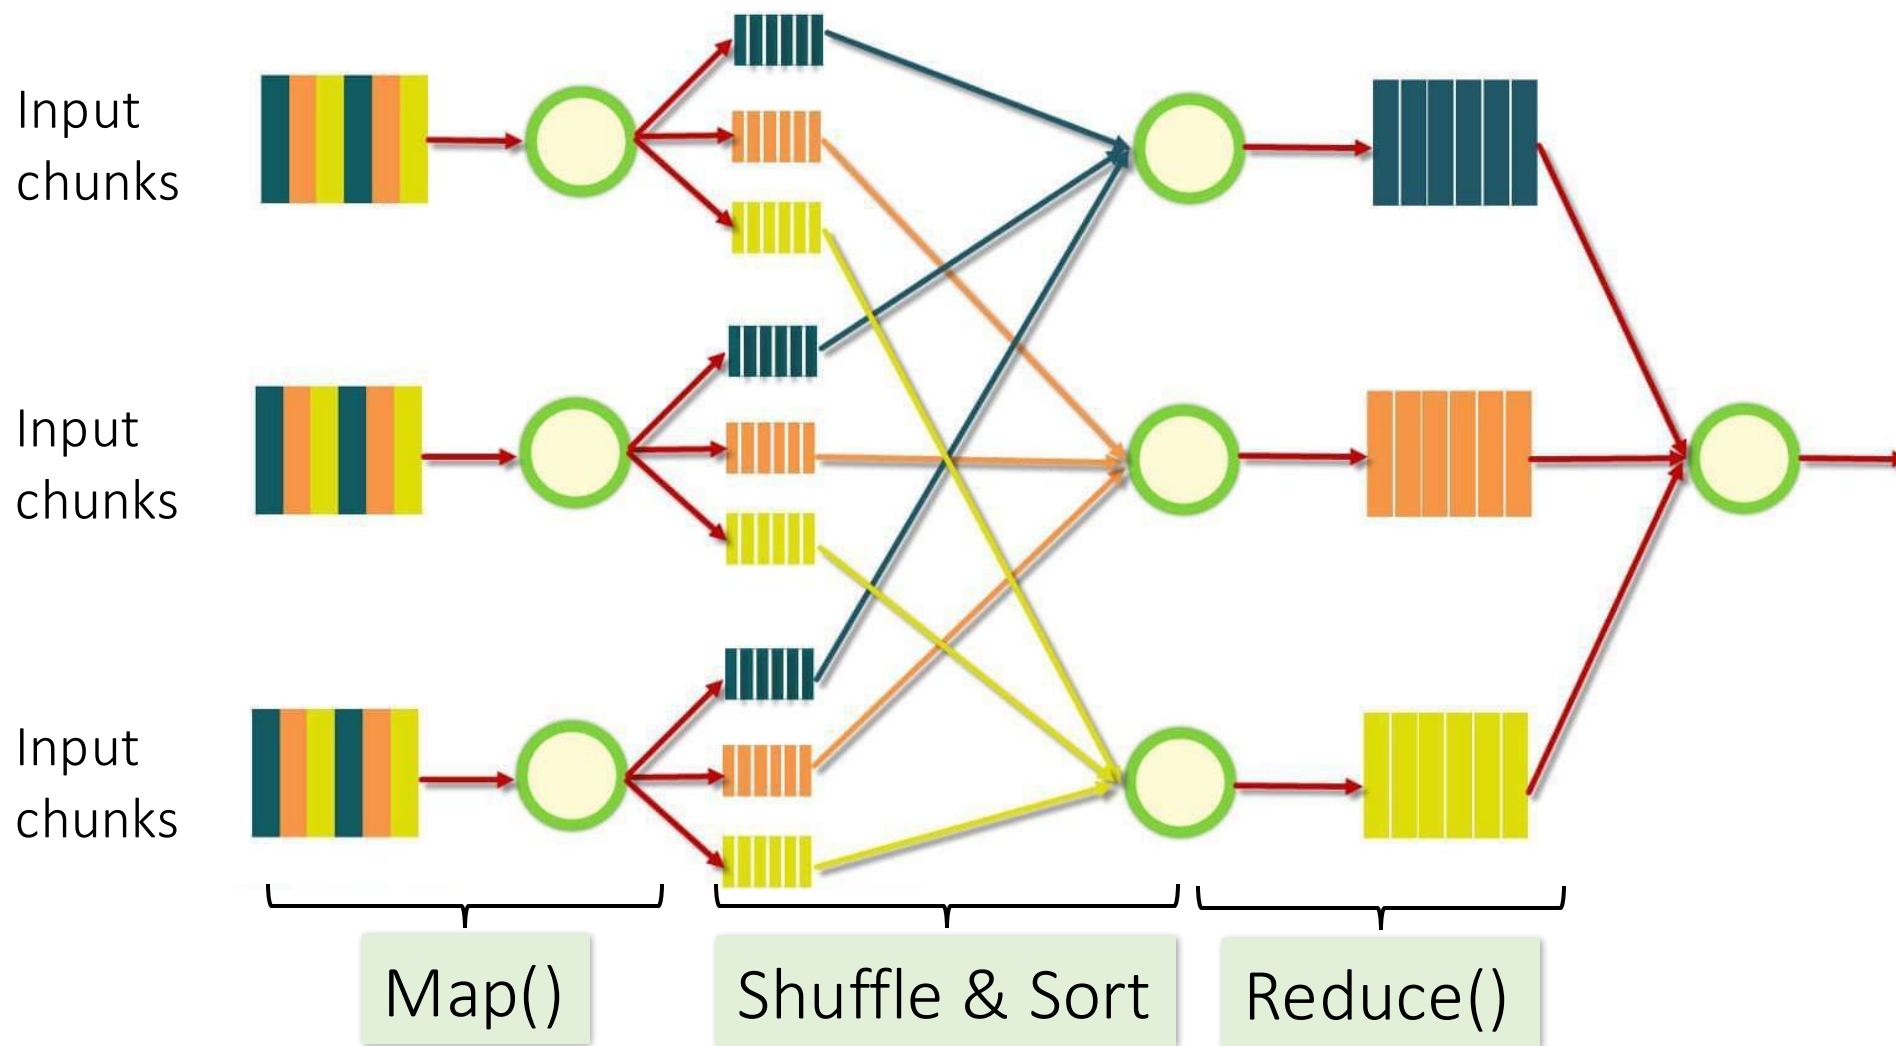 Input
chunks
Input
chunks
Input
chunks
Map()
Shuffle & Sort
Reduce()